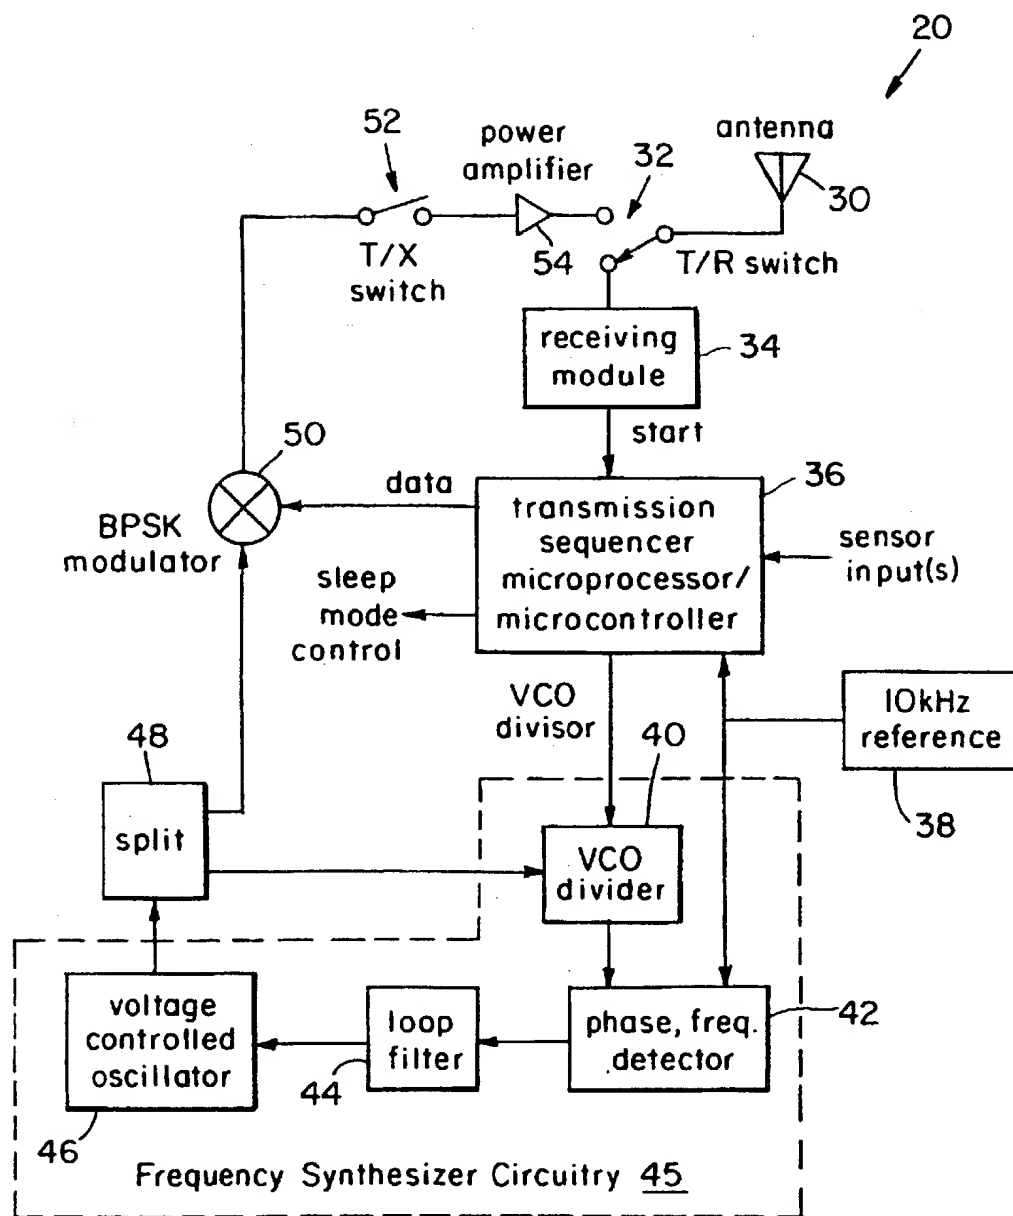 20
52
power
amplifier
32
antenna
30
T/X
switch
54
T/R switch
receiving
module
34
start
50
BPSK
modulator
data
36
transmission
sequencer
microprocessor/
microcontroller
sensor
input(s)
sleep
mode
control
VCO
divisor
10kHz
reference
38
48
split
40
VCO
divider
voltage
controlled
oscillator
46
loop
filter
44
phase, freq.
detector
42
Frequency Synthesizer Circuitry 45